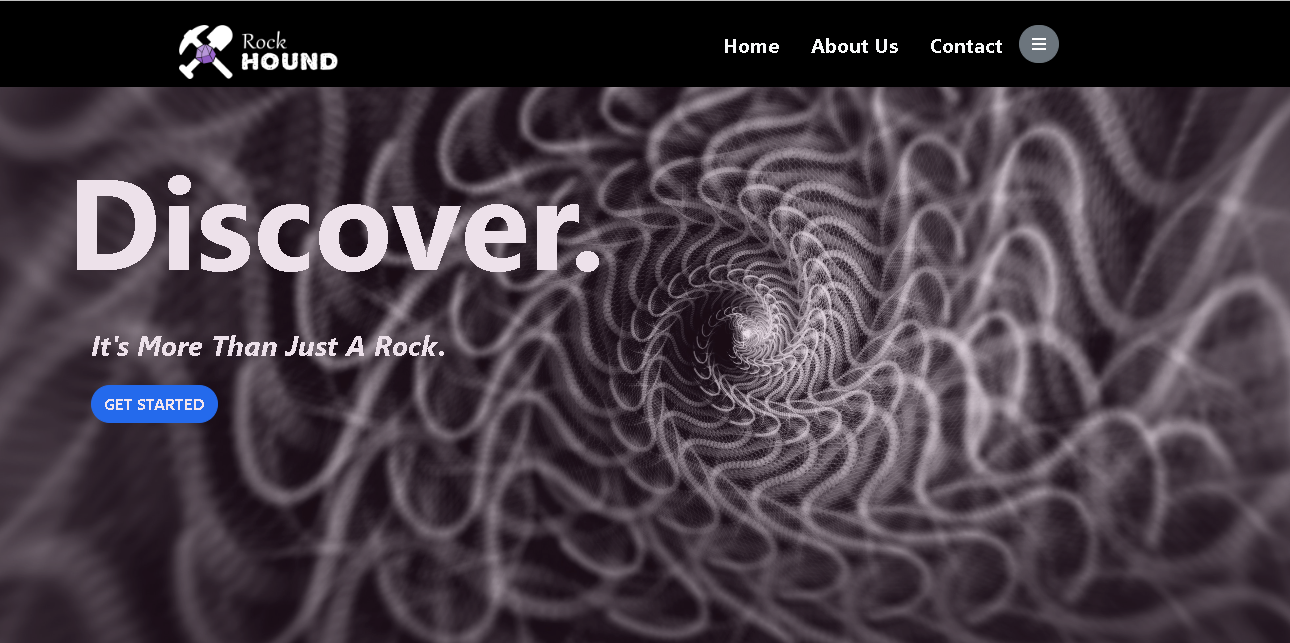 Rock
HOUND
Home
About Us
Contact
Discover.
It's More Than Just A Rock.
GET STARTED